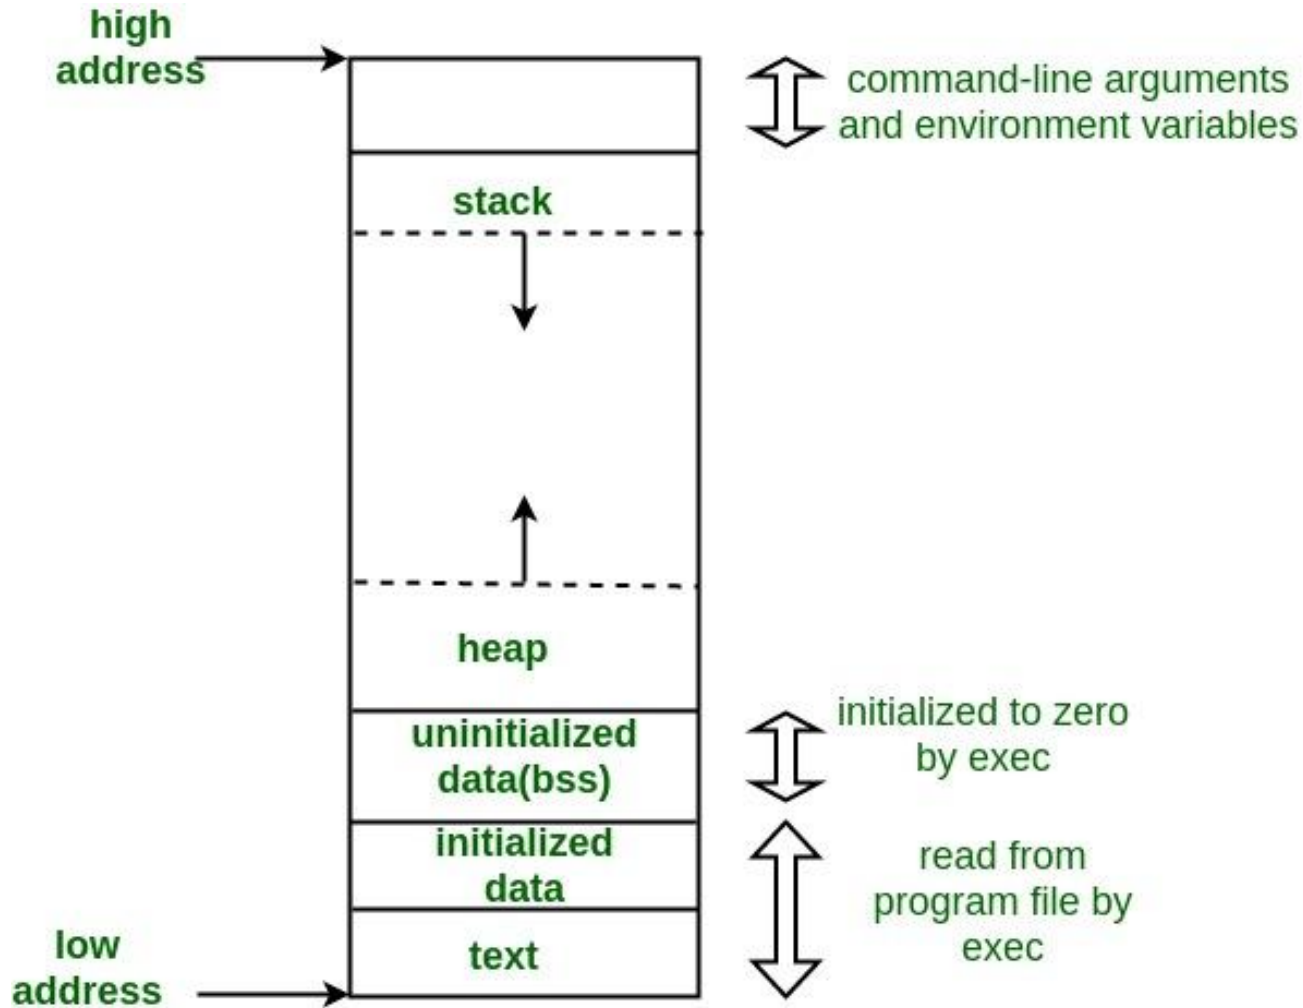 high
address
command-line arguments
and environment variables
stack
heap
uninitialized
data(bss)
initialized to zero
by exec
initialized
data
read from
program file by
exec
text
low
address